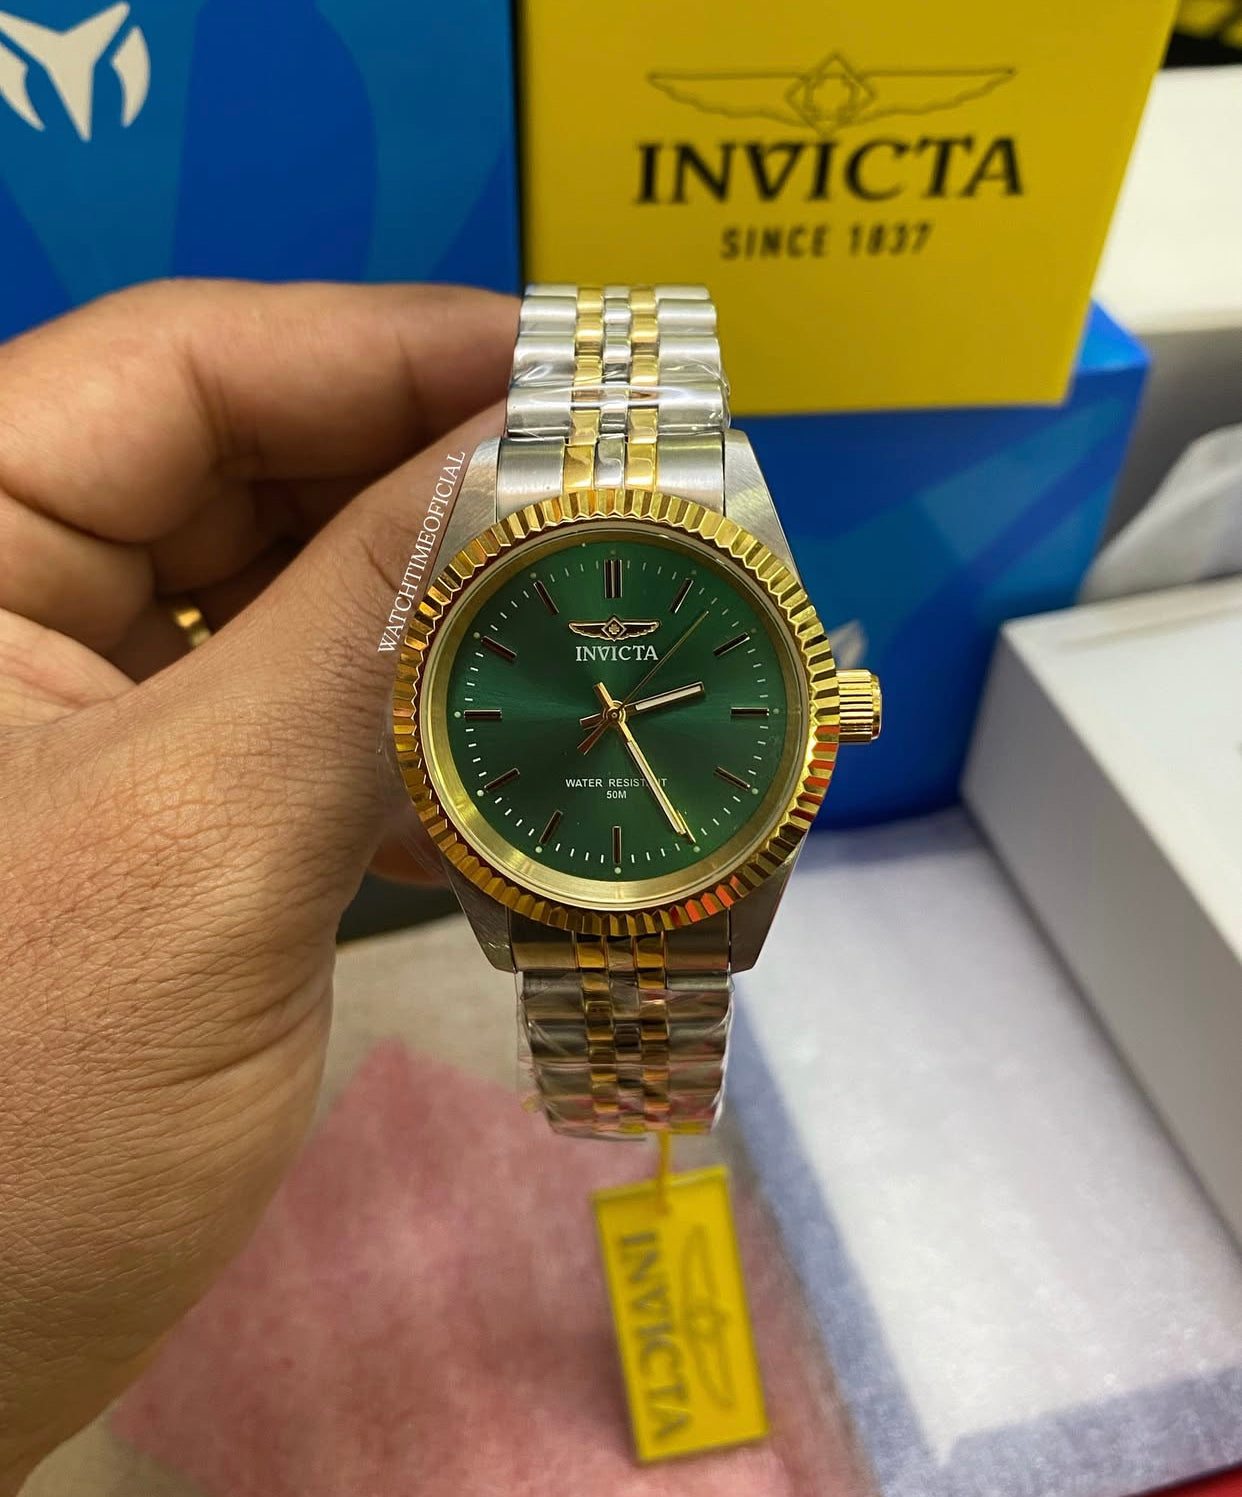 INVICTA
SINCE 1837
WATCHTIMEOFICIAL
INVICTA
WATER RESISTANT
50M
INVICTA